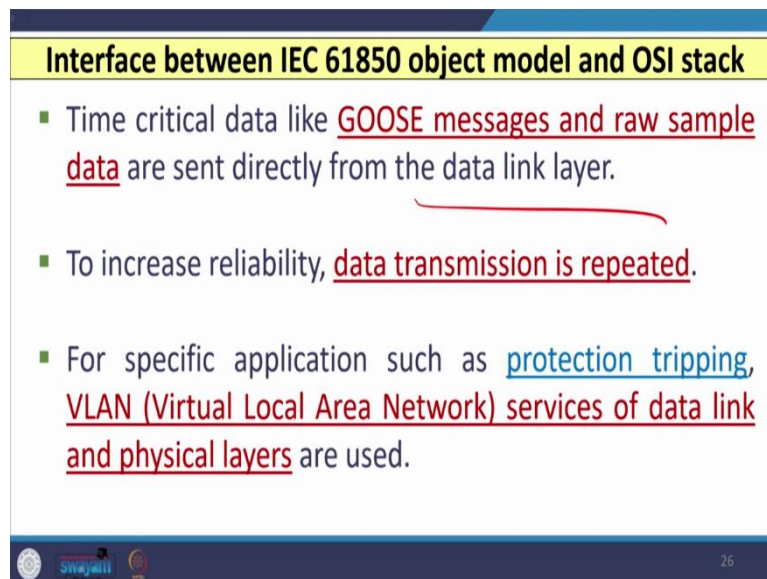 Interface between IEC 61850 object model and OSI stack
▪ Time critical data like GOOSE messages and raw sample
data are sent directly from the data link layer.
▪ To increase reliability, data transmission is repeated.
▪ For specific application such as protection tripping,
VLAN (Virtual Local Area Network) services of data link
and physical layers are used.
swayam
26